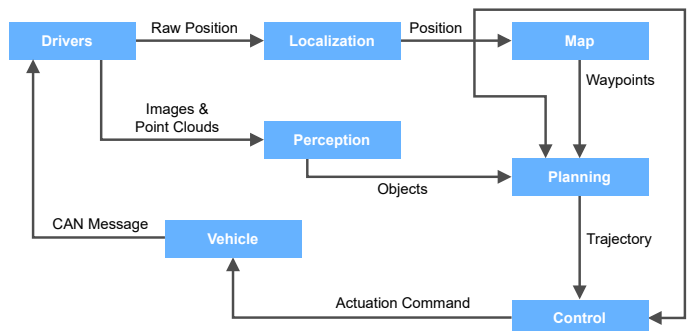 Drivers
Raw Position
Localization
Position
Map
Waypoints
Images &
Point Clouds
Perception
Objects
Planning
CAN Message
Vehicle
Trajectory
Actuation Command
Control